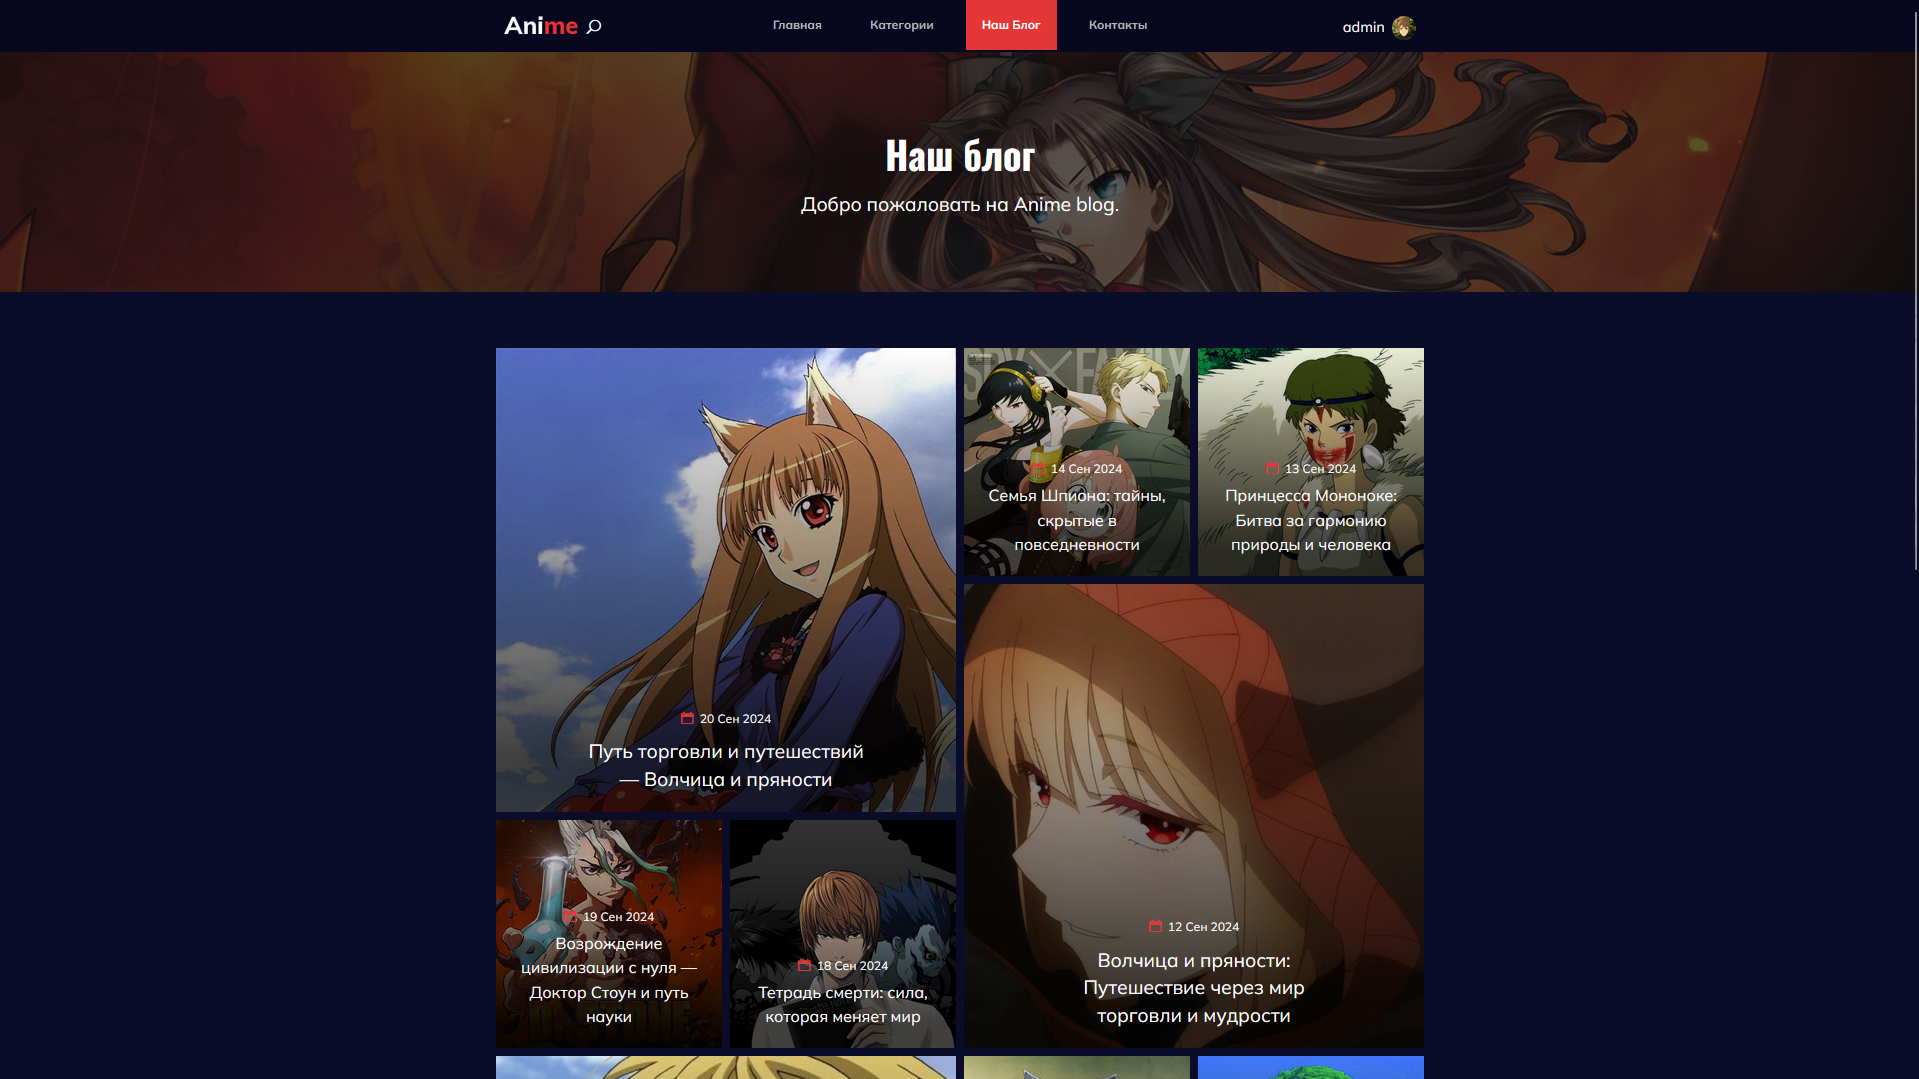 Anime
Главная
Категории
Наш Блог
Контакты
admin
Наш блог
Добро пожаловать на Anime blog.
20 Сен 2024
Путь торговли и путешествий
— Волчица и пряности
SPY×FAMILY
14 Сен 2024
Семья Шпиона: тайны,
скрытые в
повседневности
13 Сен 2024
Принцесса Мононоке:
Битва за гармонию
природы и человека
19 Сен 2024
Возрождение
цивилизации с нуля —
Доктор Стоун и путь
науки
18 Сен 2024
Тетрадь смерти: сила,
которая меняет мир
12 Сен 2024
Волчица и пряности:
Путешествие через мир
торговли и мудрости